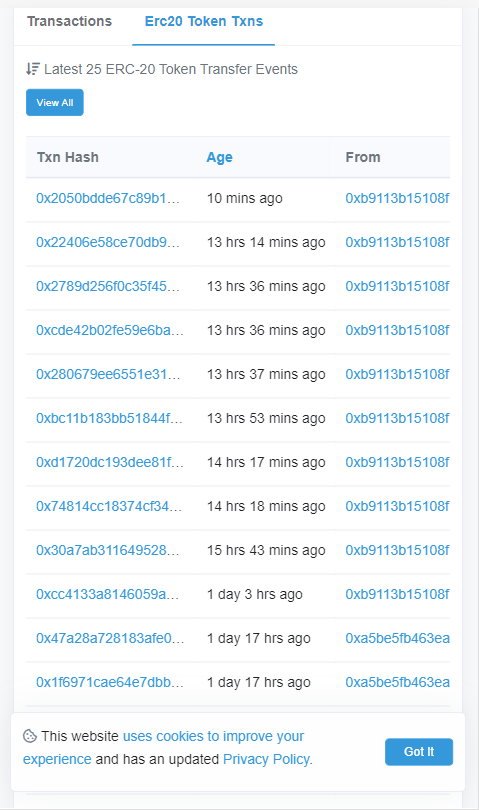 Transactions Erc20 Token Txns
Latest 25 ERC-20 Token Transfer Events
View All
Txn Hash Age From
0x2050bdde67c89b1... 10 mins ago 0xb9113b15108f
0x22406e58ce70db9... 13 hrs 14 mins ago 0xb9113b15108f
0x2789d256f0c35f45... 13 hrs 36 mins ago 0xb9113b15108f
0xcde42b02fe59e6ba... 13 hrs 36 mins ago 0xb9113b15108f
0x280679ee6551e31... 13 hrs 37 mins ago 0xb9113b15108f
0xbc11b183bb51844f... 13 hrs 53 mins ago 0xb9113b15108f
0xd1720dc193dee81f... 14 hrs 17 mins ago 0xb9113b15108f
0x74814cc18374cf34... 14 hrs 18 mins ago 0xb9113b15108f
0x30a7ab311649528... 15 hrs 43 mins ago 0xb9113b15108f
0xcc4133a8146059a... 1 day 3 hrs ago 0xb9113b15108f
0x47a28a728183afe0... 1 day 17 hrs ago 0xa5be5fb463ea
0x1f6971cae64e7dbb... 1 day 17 hrs ago 0xa5be5fb463ea
This website uses cookies to improve your
experience and has an updated Privacy Policy.
Got It